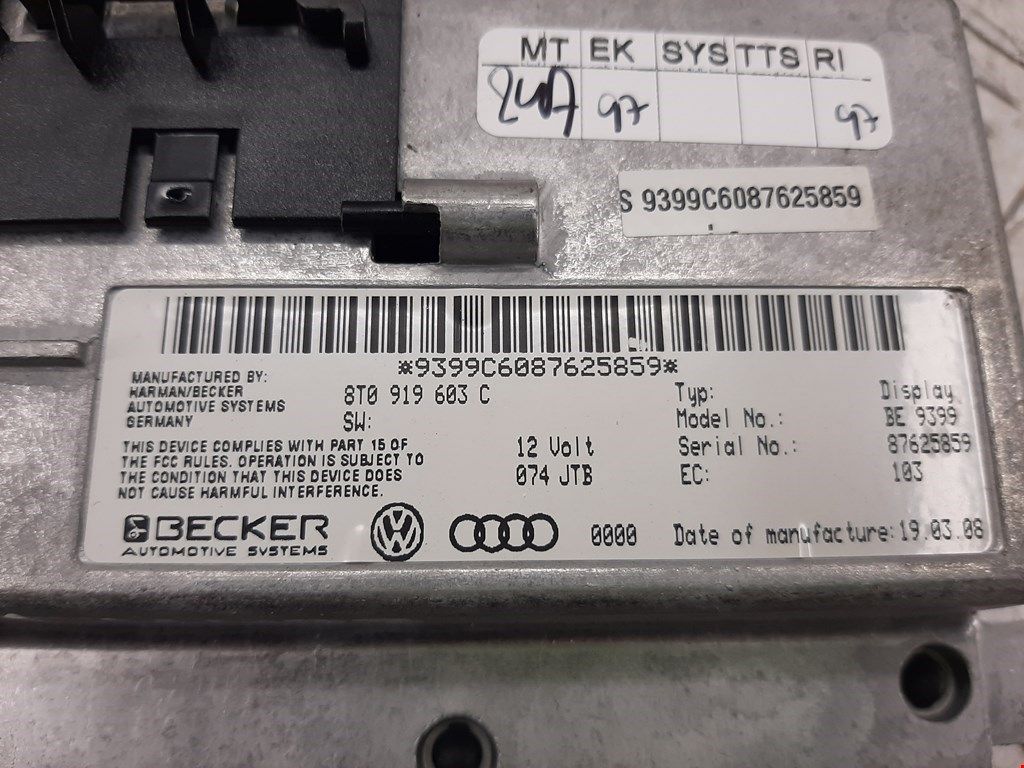 MT EK SYS TTS RI
24A 97 97
S 9399C6087625859
*9399C6087625859*
MANUFACTURED BY:
HARMAN/BECKER
AUTOMOTIVE SYSTEMS
GERMANY
8T0 919 603 C
SW:
Typ: Display
Model No.: BE 9399
Serial No.: 87625859
EC: 103
THIS DEVICE COMPLIES WITH PART 15 OF
THE FCC RULES. OPERATION IS SUBJECT TO
THE CONDITION THAT THIS DEVICE DOES
NOT CAUSE HARMFUL INTERFERENCE.
12 Volt
074 JTB
BECKER
AUTOMOTIVE SYSTEMS
0000
Date of manufacture: 19.03.08